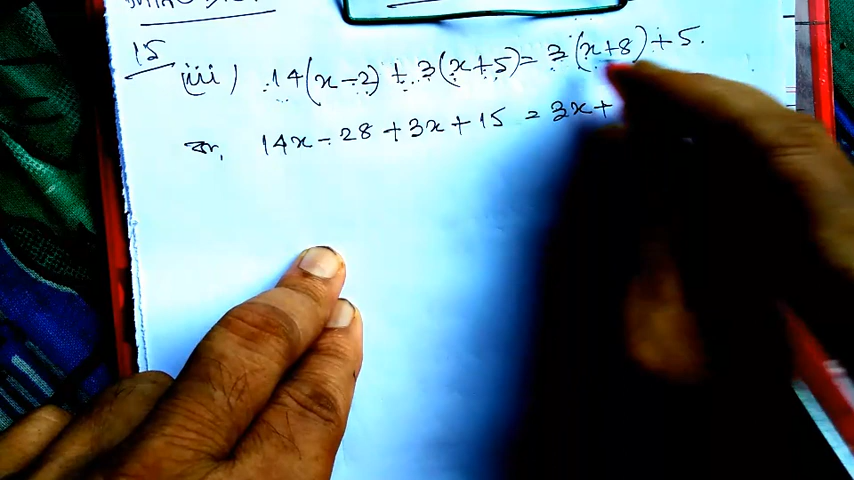 15
(iii) 14(x-2) + 3(x+5) = 3(x+8) + 5.
বা, 14x - 28 + 3x + 15 = 3x +